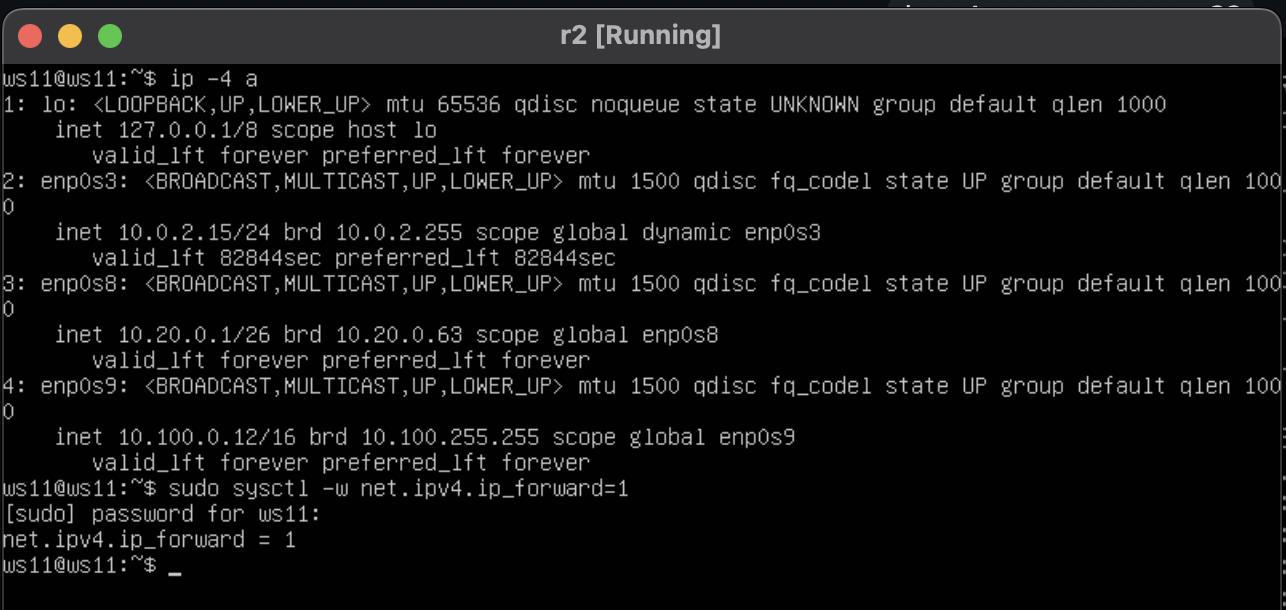 r2 [Running]
ws11@ws11:~$ ip -4 a
1: lo: <LOOPBACK,UP,LOWER_UP> mtu 65536 qdisc noqueue state UNKNOWN group default qlen 1000
    inet 127.0.0.1/8 scope host lo
       valid_lft forever preferred_lft forever
2: enp0s3: <BROADCAST,MULTICAST,UP,LOWER_UP> mtu 1500 qdisc fq_codel state UP group default qlen 100
0
    inet 10.0.2.15/24 brd 10.0.2.255 scope global dynamic enp0s3
       valid_lft 82844sec preferred_lft 82844sec
3: enp0s8: <BROADCAST,MULTICAST,UP,LOWER_UP> mtu 1500 qdisc fq_codel state UP group default qlen 100
0
    inet 10.20.0.1/26 brd 10.20.0.63 scope global enp0s8
       valid_lft forever preferred_lft forever
4: enp0s9: <BROADCAST,MULTICAST,UP,LOWER_UP> mtu 1500 qdisc fq_codel state UP group default qlen 100
0
    inet 10.100.0.12/16 brd 10.100.255.255 scope global enp0s9
       valid_lft forever preferred_lft forever
ws11@ws11:~$ sudo sysctl -w net.ipv4.ip_forward=1
[sudo] password for ws11:
net.ipv4.ip_forward = 1
ws11@ws11:~$ _